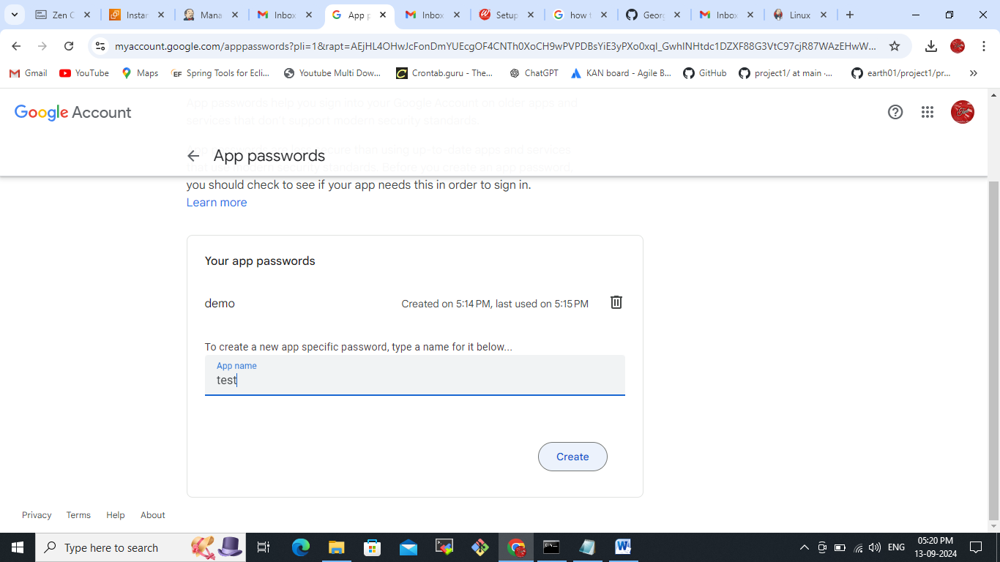 Zen C
Instan
Mana
Inbox
App p
Inbox
Setup
how t
Georg
Inbox
Linux
myaccount.google.com/apppasswords?pli=1&rapt=AEjHL4OHwJcFonDmYUEcgOF4CNTh0XoCH9wPVPDBsYiE3yPXo0xqI_GwhlNHtdc1DZXF88G3VtC97cjR87WAzEHwW...
Gmail
YouTube
Maps
Spring Tools for Ecli...
Youtube Multi Dow...
Crontab.guru - The...
ChatGPT
KAN board - Agile B...
GitHub
project1/ at main ·...
earth01/project1/pr...
App passwords help you sign into your Google Account on older apps and
services that don't support modern security standards.
Google Account
App passwords are less secure than using up-to-date apps and services
App passwords
that use modern security standards. Before you create an app password,
you should check to see if your app needs this in order to sign in.
Learn more
Your app passwords
demo
Created on 5:14 PM, last used on 5:15 PM
To create a new app specific password, type a name for it below...
App name
test
Create
Privacy
Terms
Help
About
Type here to search
ENG
05:20 PM
13-09-2024